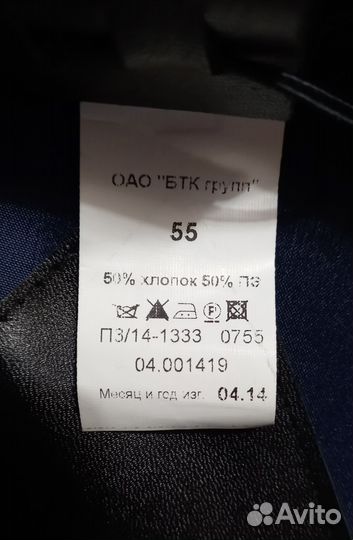 ОАО "БТК групп"
55
50% хлопок 50% ПЭ
П3/14-1333 0755
04.001419
Месяц и год изг. 04.14
Avito